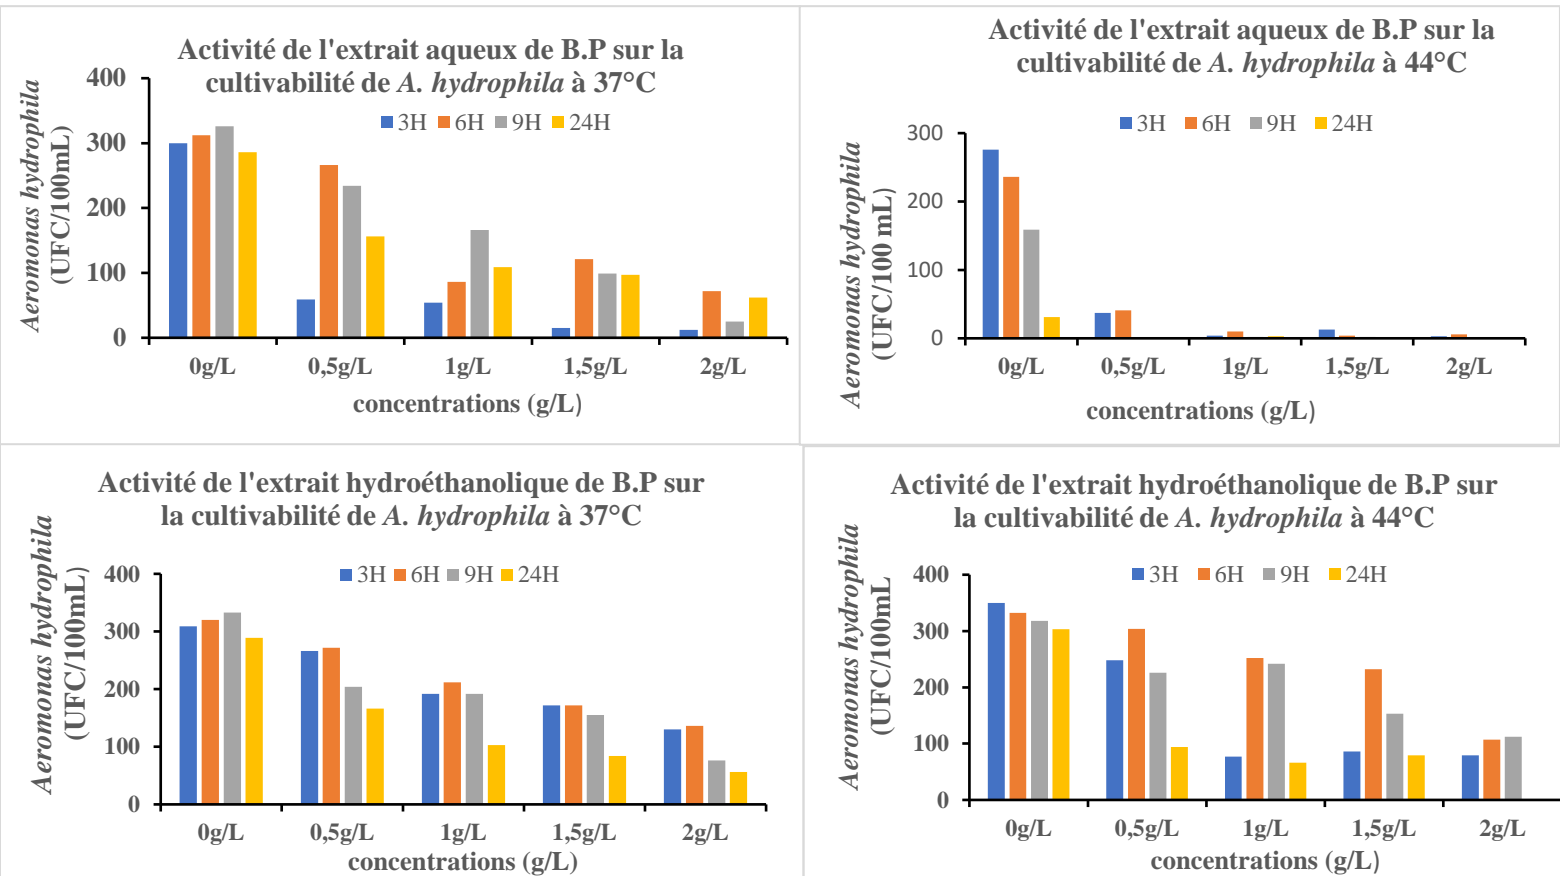 Activité de l'extrait aqueux de B.P sur la
cultivabilité de A. hydrophila à 37°C
Aeromonas hydrophila
(UFC/100mL)
3H 6H 9H 24H
400
300
200
100
0
0g/L 0,5g/L 1g/L 1,5g/L 2g/L
concentrations (g/L)
Activité de l'extrait aqueux de B.P sur la
cultivabilité de A. hydrophila à 44°C
Aeromonas hydrophila
(UFC/100 mL)
3H 6H 9H 24H
300
200
100
0
0g/L 0,5g/L 1g/L 1,5g/L 2g/L
concentrations (g/L)
Activité de l'extrait hydroéthanolique de B.P sur
la cultivabilité de A. hydrophila à 37°C
Aeromonas hydrophila
(UFC/100mL)
3H 6H 9H 24H
400
300
200
100
0
0g/L 0,5g/L 1g/L 1,5g/L 2g/L
concentrations (g/L)
Activité de l'extrait hydroéthanolique de B.P sur
la cultivabilité de A. hydrophila à 44°C
Aeromonas hydrophila
(UFC/100mL
3H 6H 9H 24H
400
300
200
100
0
0g/L 0,5g/L 1g/L 1,5g/L 2g/L
concentrations (g/L)